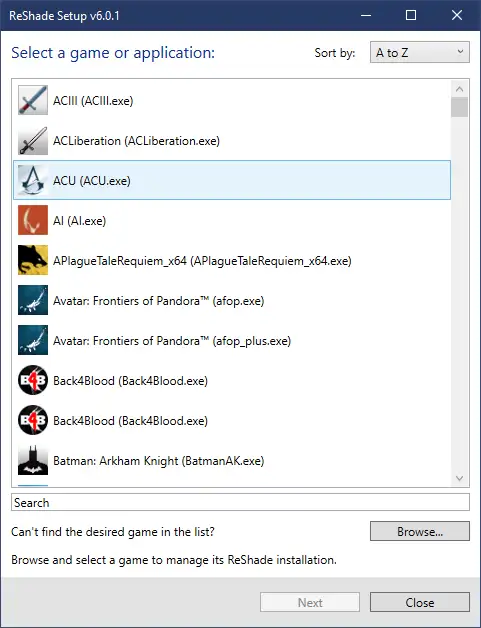 ReShade Setup v6.0.1
Select a game or application:
Sort by:
A to Z
ACIII (ACIII.exe)
ACLiberation (ACLiberation.exe)
ACU (ACU.exe)
AI (AI.exe)
APlagueTaleRequiem_x64 (APlagueTaleRequiem_x64.exe)
Avatar: Frontiers of Pandora™ (afop.exe)
Avatar: Frontiers of Pandora™ (afop_plus.exe)
B4B
Back4Blood (Back4Blood.exe)
B4B
Back4Blood (Back4Blood.exe)
Batman: Arkham Knight (BatmanAK.exe)
Search
Can't find the desired game in the list?
Browse...
Browse and select a game to manage its ReShade installation.
Next
Close